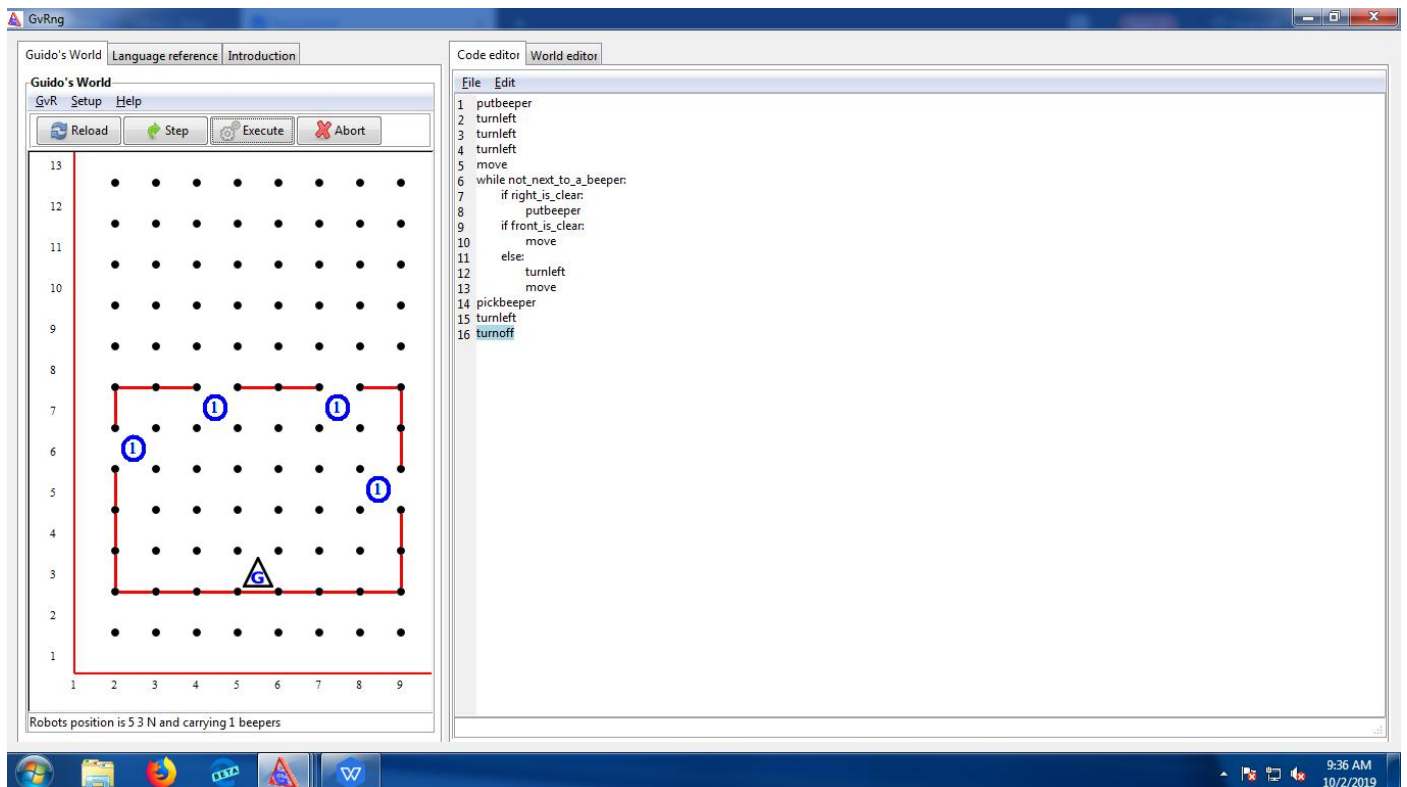 GvRng
Guido's World Language reference Introduction
Guido's World
GvR Setup Help
Reload Step Execute Abort
13
12
11
10
9
8
7
6
5
4
3
2
1
1 1
1
1
G
1 2 3 4 5 6 7 8 9
Robots position is 5 3 N and carrying 1 beepers
Code editor World editor
File Edit
1 putbeeper
2 turnleft
3 turnleft
4 turnleft
5 move
6 while not_next_to_a_beeper:
7 if right_is_clear:
8 putbeeper
9 if front_is_clear:
10 move
11 else:
12 turnleft
13 move
14 pickbeeper
15 turnleft
16 turnoff
BETA
W
9:36 AM
10/2/2019